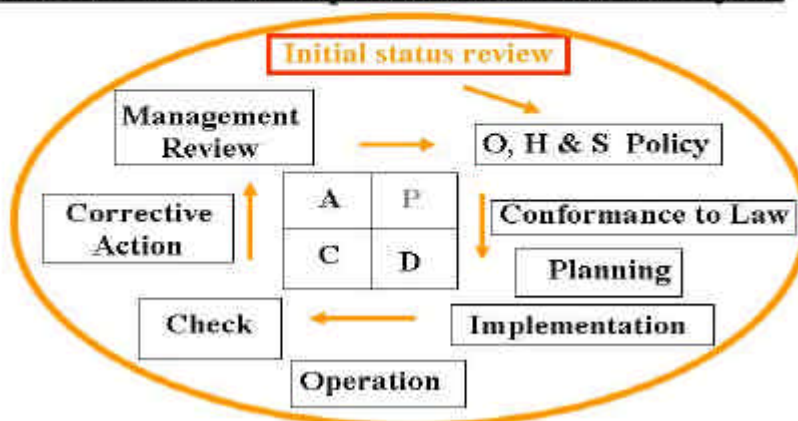 Initial status review
Management
Review
O, H & S Policy
A P
C D
Corrective
Action
Conformance to Law
Planning
Check
Implementation
Operation